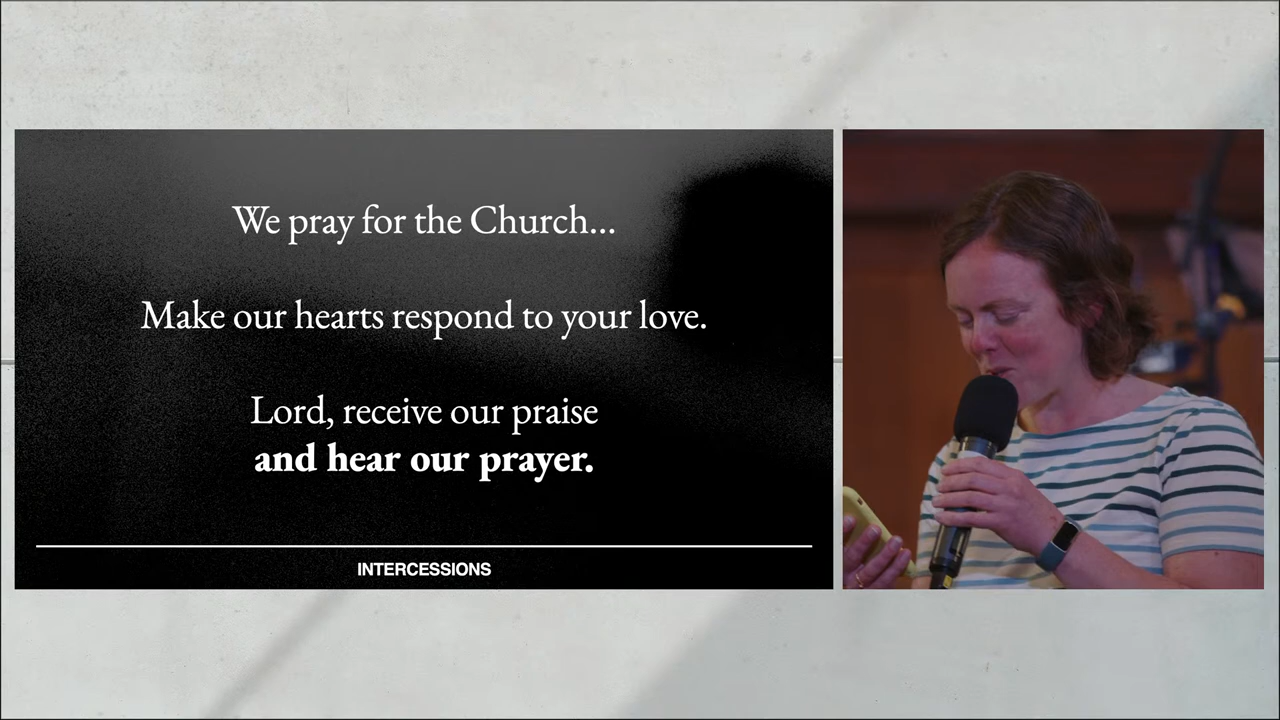 We pray for the Church...
Make our hearts respond to your love.
Lord, receive our praise
and hear our prayer.
INTERCESSIONS